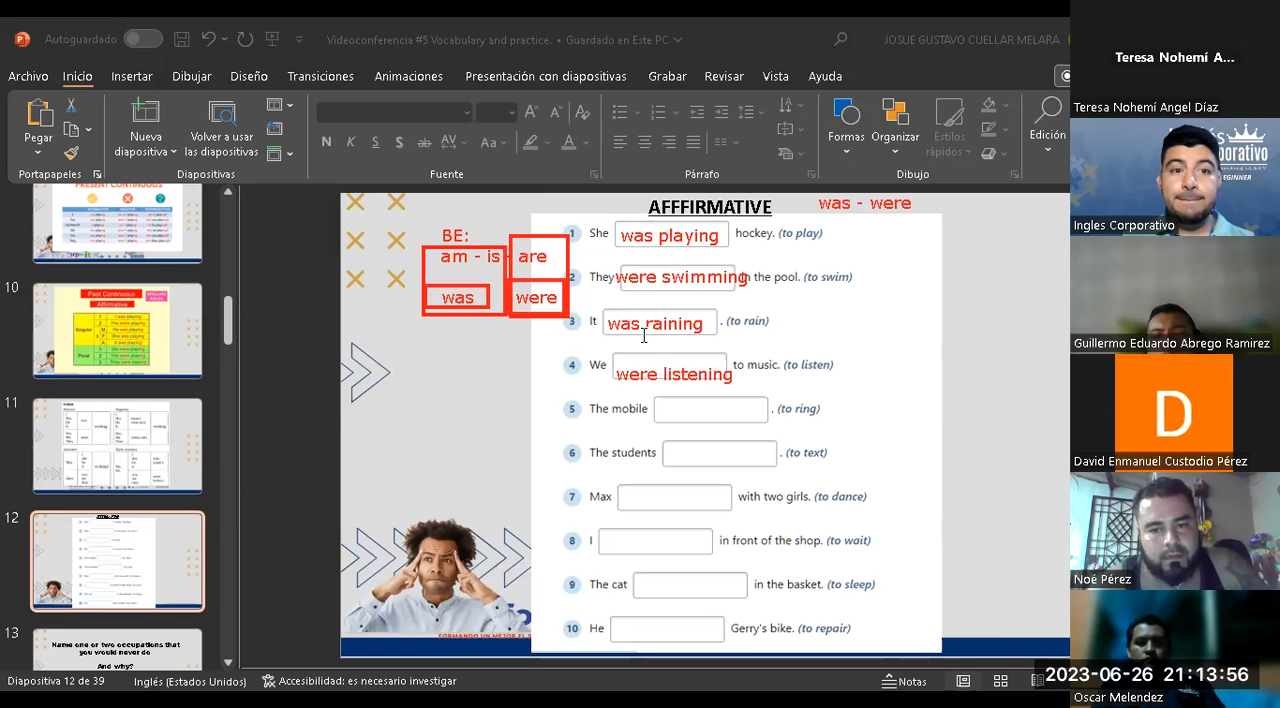 Autoguardado
Videoconferencia #5 Vocabulary and practice. • Guardado en Este PC
JOSUE GUSTAVO CUELLAR MELARA
Archivo Inicio Insertar Dibujar Diseño Transiciones Animaciones Presentación con diapositivas Grabar Revisar Vista Ayuda
Pegar
Nueva diapositiva
Volver a usar las diapositivas
N K S S ab AV Aa A
Formas Organizar Estilos rápidos Edición
Portapapeles Diapositivas Fuente Párrafo Dibujo
PRESENT CONTINUOUS
10
Past Continuous
Affirmative
Singular
Plural
11
12
13
Name one or two occupations that
you would never do
And why?
AFFFIRMATIVE
was - were
BE:
am - is - are
was were
1 She was playing hockey. (to play)
2 They were swimming in the pool. (to swim)
3 It was raining . (to rain)
4 We were listening to music. (to listen)
5 The mobile . (to ring)
6 The students . (to text)
7 Max with two girls. (to dance)
8 I in front of the shop. (to wait)
9 The cat in the basket. (to sleep)
10 He Gerry's bike. (to repair)
FORMANDO UN MEJOR EL S
Diapositiva 12 de 39 Inglés (Estados Unidos) Accesibilidad: es necesario investigar Notas
Teresa Nohemí A...
Teresa Nohemí Angel Díaz
Ingles Corporativo
Guillermo Eduardo Abrego Ramirez
D
David Enmanuel Custodio Pérez
Noé Pérez
2023-06-26 21:13:56
Oscar Melendez